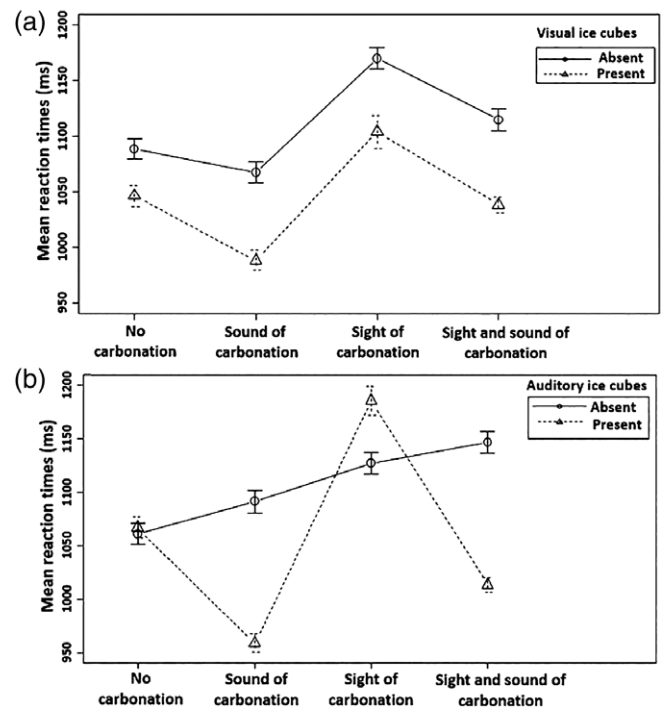 (a)
Visual ice cubes
Absent
Present
Mean reaction times (ms)
1200
1150
1100
1050
1000
950
No carbonation
Sound of carbonation
Sight of carbonation
Sight and sound of carbonation
(b)
Auditory ice cubes
Absent
Present
Mean reaction times (ms)
1200
1150
1100
1050
1000
950
No carbonation
Sound of carbonation
Sight of carbonation
Sight and sound of carbonation